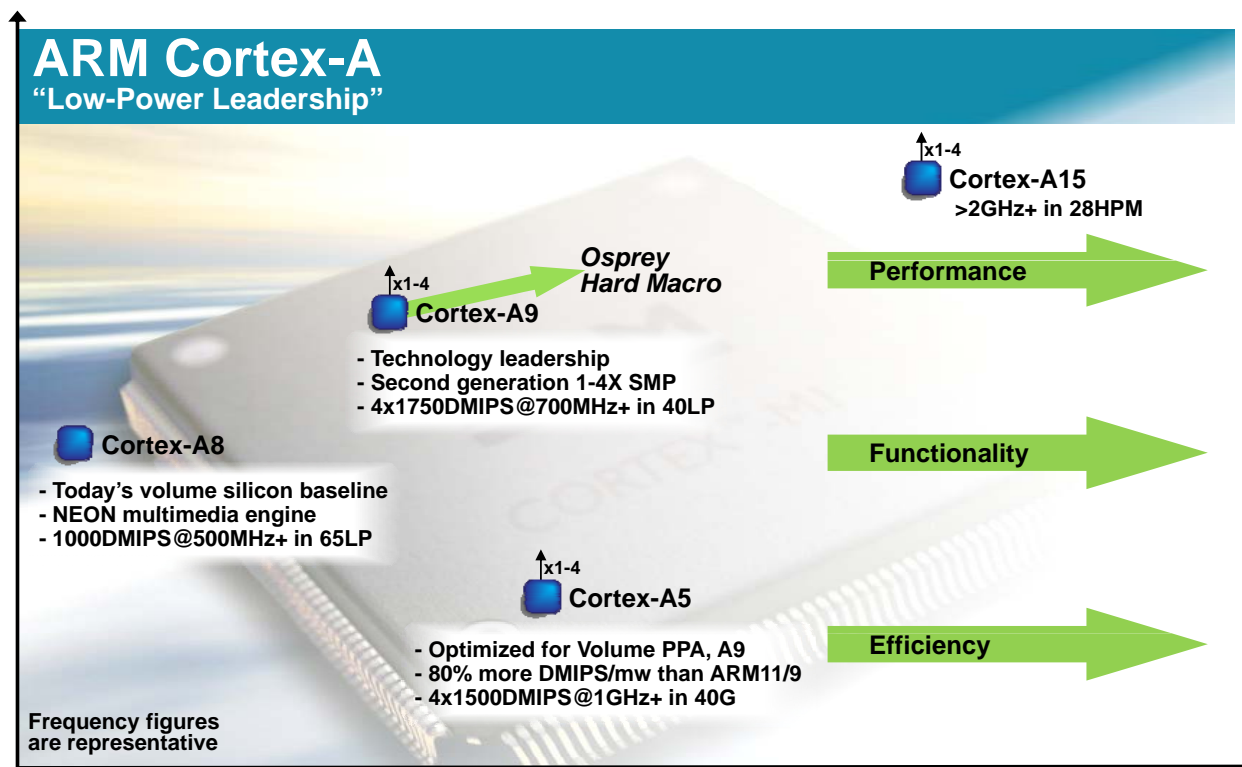 ARM Cortex-A
“Low-Power Leadership”
x1-4
Cortex-A15
>2GHz+ in 28HPM
Osprey
Hard Macro
Performance
x1-4
Cortex-A9
- Technology leadership
- Second generation 1-4X SMP
- 4x1750DMIPS@700MHz+ in 40LP
Cortex-A8
- Today’s volume silicon baseline
- NEON multimedia engine
- 1000DMIPS@500MHz+ in 65LP
Functionality
x1-4
Cortex-A5
- Optimized for Volume PPA, A9
- 80% more DMIPS/mw than ARM11/9
- 4x1500DMIPS@1GHz+ in 40G
Efficiency
Frequency figures
are representative
CORTEX -M1